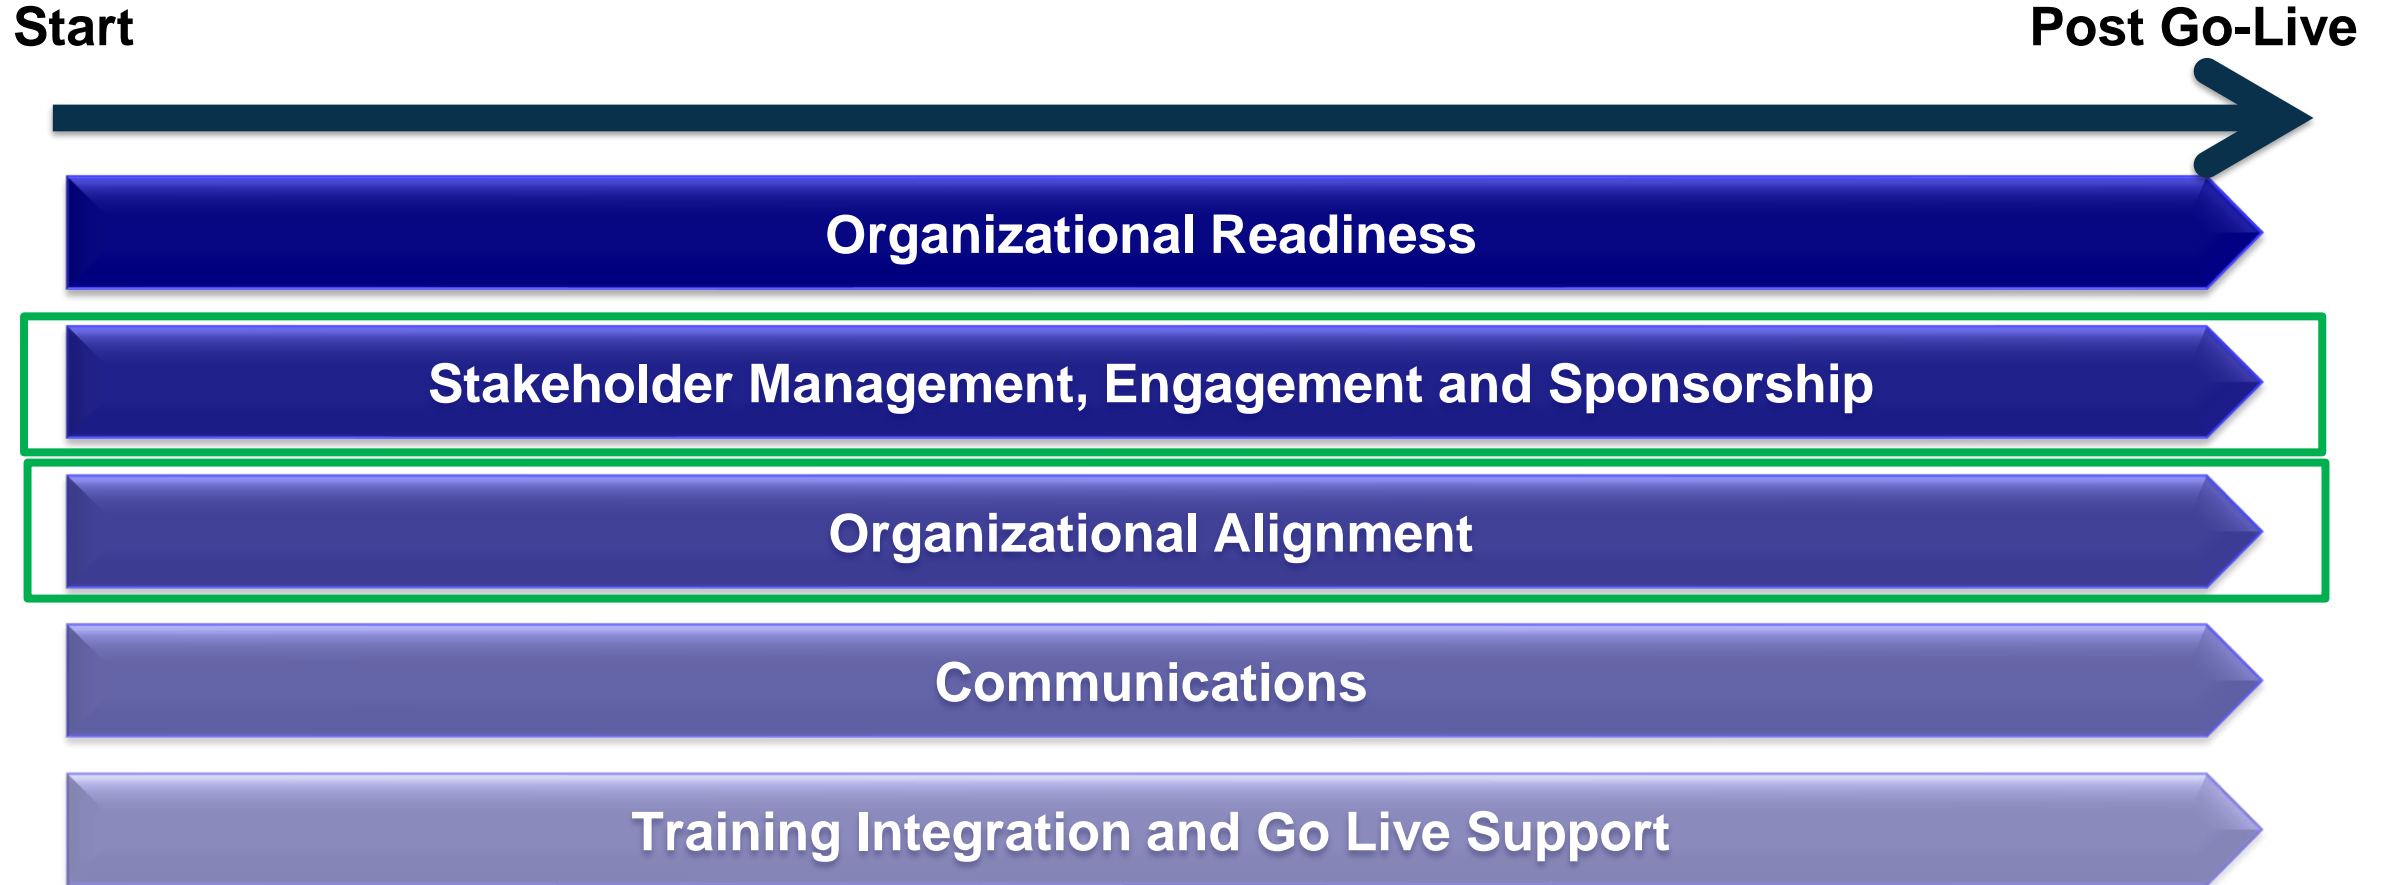 Start
Post Go-Live
Organizational Readiness
Stakeholder Management, Engagement and Sponsorship
Organizational Alignment
Communications
Training Integration and Go Live Support